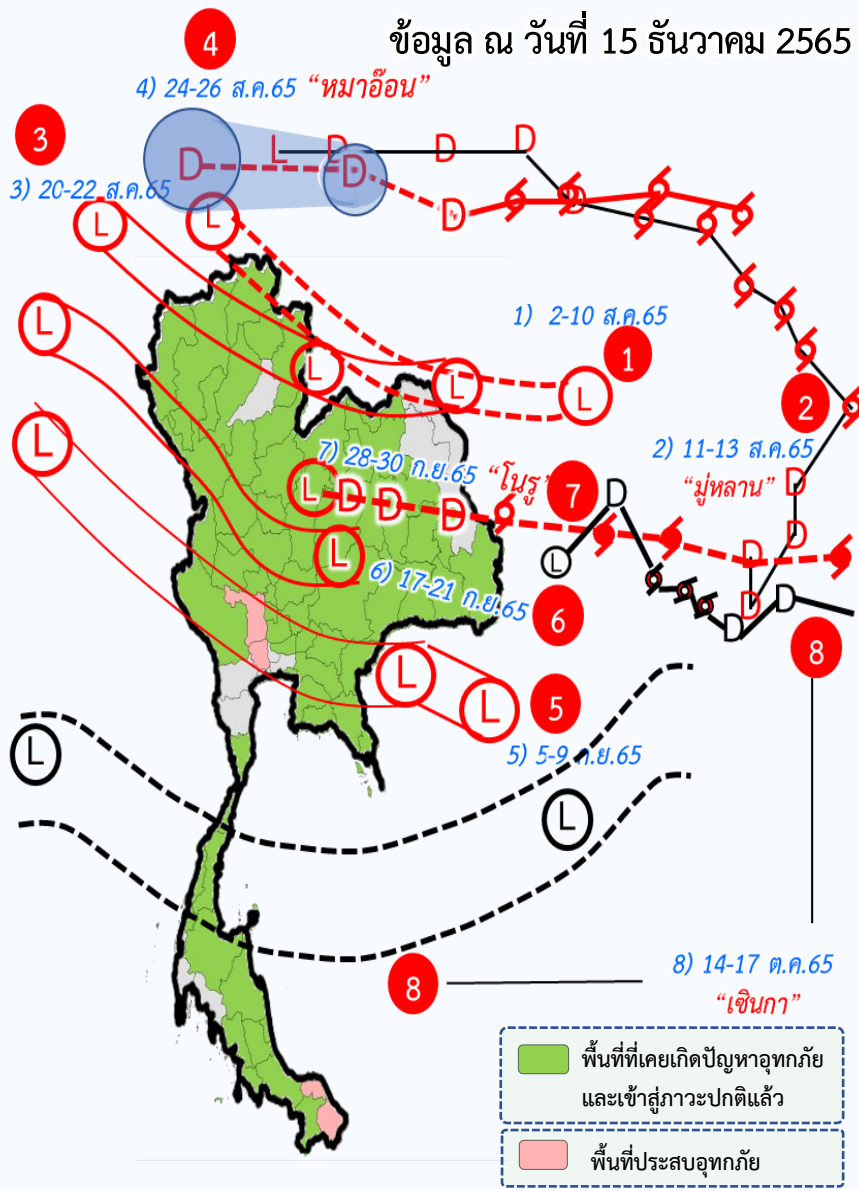 ข้อมูล ณ วันที่ 15 ธันวาคม 2565
4
4) 24-26 ส.ค.65 “หมาอ๊อน”
3
3) 20-22 ส.ค.65
D
L
D
D
D
D
D
D
L
L
L
1) 2-10 ส.ค.65
1
L
L
L
2
2) 11-13 ส.ค.65
“มู่หลาน”
L
7) 28-30 ก.ย.65 “โนรู”
7
L
D
D
D
D
D
D
D
D
L
L
6) 17-21 ก.ย.65
6
D
D
8
L
L
5
5) 5-9 ก.ย.65
L
L
8
8) 14-17 ต.ค.65
“เซินกา”
พื้นที่ที่เคยเกิดปัญหาอุทกภัย
และเข้าสู่ภาวะปกติแล้ว
พื้นที่ประสบอุทกภัย